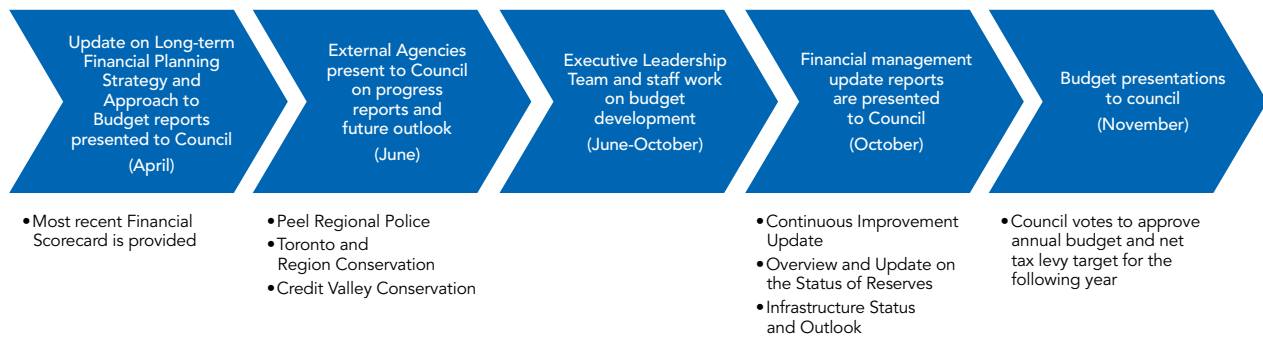 Update on Long-term
Financial Planning
Strategy and
Approach to
Budget reports
presented to Council
(April)
External Agencies
present to Council
on progress
reports and
future outlook
(June)
Executive Leadership
Team and staff work
on budget
development
(June-October)
Financial management
update reports
are presented
to Council
(October)
Budget presentations
to council
(November)
•Most recent Financial
Scorecard is provided
•Peel Regional Police
•Toronto and
Region Conservation
•Credit Valley Conservation
•Continuous Improvement
Update
•Overview and Update on
the Status of Reserves
•Infrastructure Status
and Outlook
•Council votes to approve
annual budget and net
tax levy target for the
following year